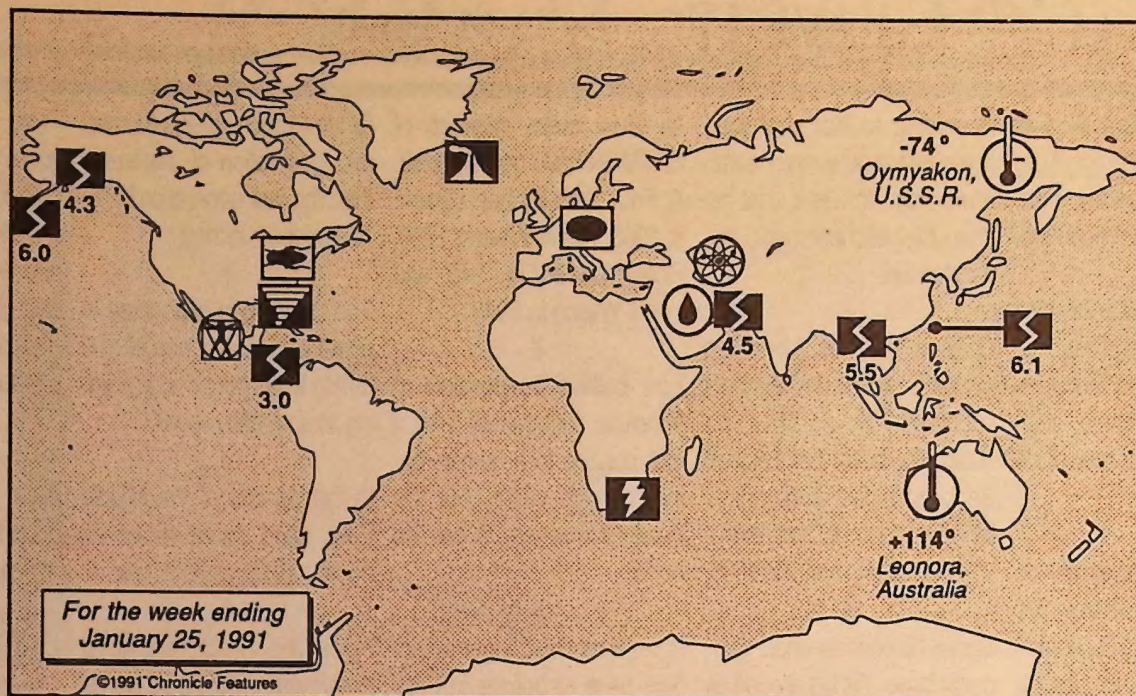 -74°
Oymyakon,
U.S.S.R.
4.3
6.0
4.5
5.5
6.1
3.0
+114°
Leonora,
Australia
For the week ending
January 25, 1991
©1991 Chronicle Features